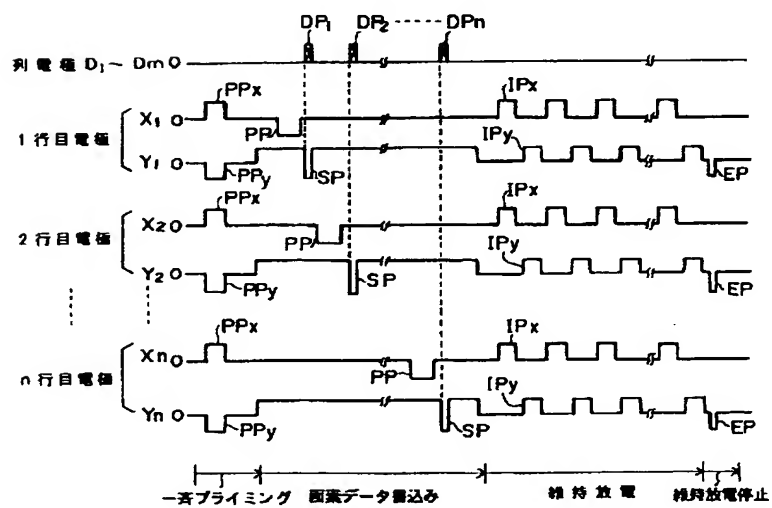 DP1 DP2 ------ DPn
列電極 D1 ~ Dm 0
PPx IPx
X1 0
1行目電極 PP IPy
Y1 0
PPy SP EP
PPx IPx
X2 0
2行目電極 PP IPy
Y2 0
PPy SP EP
PPx IPx
Xn 0
n行目電極 PP IPy
Yn 0
PPy SP EP
一斉プライミング 画素データ書込み 維持放電 維持放電停止